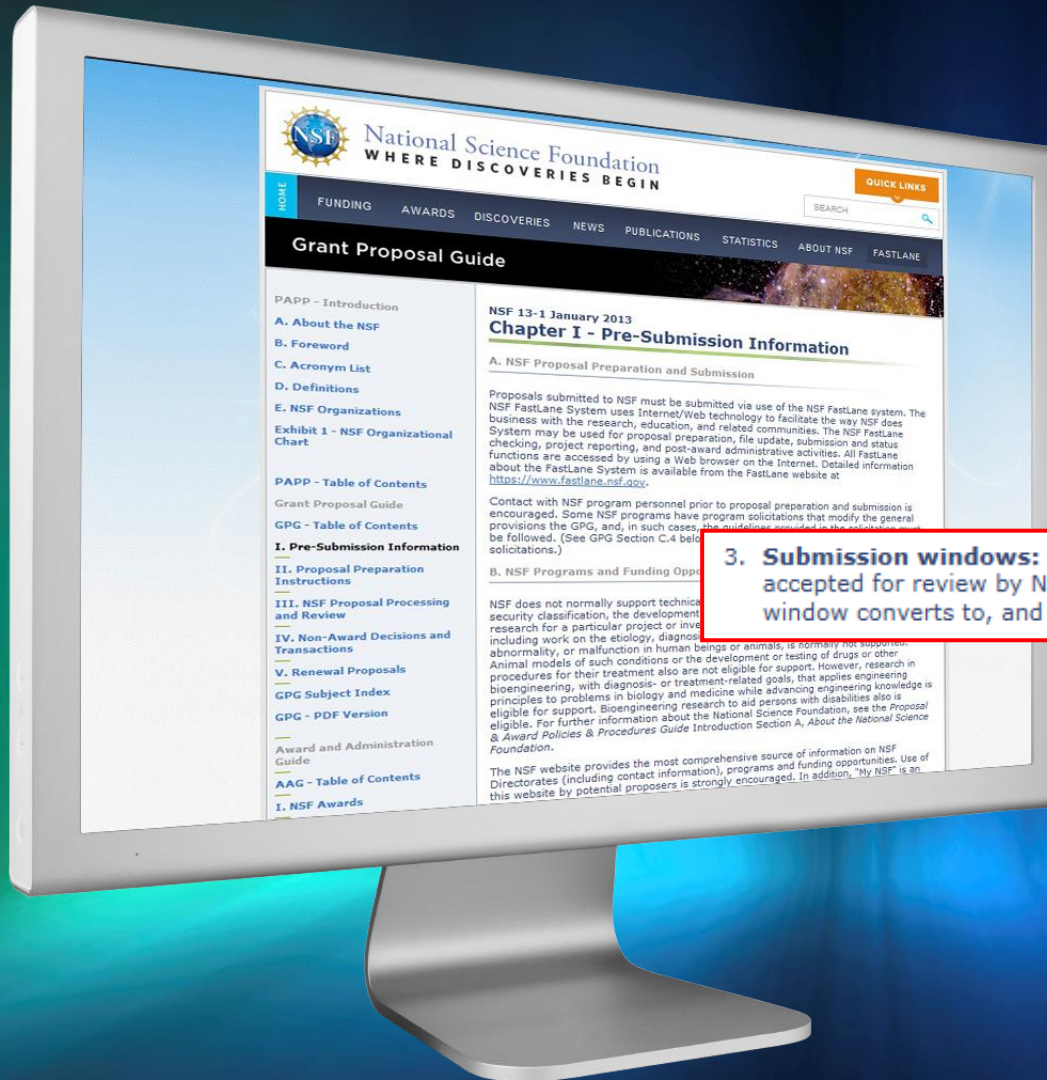 NSF
National Science Foundation
WHERE DISCOVERIES BEGIN
QUICK LINKS
SEARCH
HOME
FUNDING AWARDS DISCOVERIES NEWS PUBLICATIONS STATISTICS ABOUT NSF FASTLANE
Grant Proposal Guide
PAPP - Introduction
A. About the NSF
B. Foreword
C. Acronym List
D. Definitions
E. NSF Organizations
Exhibit 1 - NSF Organizational
Chart
PAPP - Table of Contents
Grant Proposal Guide
GPG - Table of Contents
I. Pre-Submission Information
II. Proposal Preparation
Instructions
III. NSF Proposal Processing
and Review
IV. Non-Award Decisions and
Transactions
V. Renewal Proposals
GPG Subject Index
GPG - PDF Version
Award and Administration
Guide
AAG - Table of Contents
I. NSF Awards
NSF 13-1 January 2013
Chapter I - Pre-Submission Information
A. NSF Proposal Preparation and Submission
Proposals submitted to NSF must be submitted via use of the NSF FastLane system. The
NSF FastLane System uses Internet/Web technology to facilitate the way NSF does
business with the research, education, and related communities. The NSF FastLane
System may be used for proposal preparation, file update, submission and status
checking, project reporting, and post-award administrative activities. All FastLane
functions are accessed by using a Web browser on the Internet. Detailed information
about the FastLane System is available from the FastLane website at
https://www.fastlane.nsf.gov.
Contact with NSF program personnel prior to proposal preparation and submission is
encouraged. Some NSF programs have program solicitations that modify the general
provisions the GPG, and, in such cases, the guidelines provided in the solicitation must
be followed. (See GPG Section C.4 belo
solicitations.)
B. NSF Programs and Funding Oppo
NSF does not normally support technica
security classification, the development
research for a particular project or inve
including work on the etiology, diagnosi
abnormality, or malfunction in human beings or animals, is normally not supported.
Animal models of such conditions or the development or testing of drugs or other
procedures for their treatment also are not eligible for support. However, research in
bioengineering, with diagnosis- or treatment-related goals, that applies engineering
principles to problems in biology and medicine while advancing engineering knowledge is
eligible for support. Bioengineering research to aid persons with disabilities also is
eligible. For further information about the National Science Foundation, see the Proposal
& Award Policies & Procedures Guide Introduction Section A, About the National Science
Foundation.
The NSF website provides the most comprehensive source of information on NSF
Directorates (including contact information), programs and funding opportunities. Use of
this website by potential proposers is strongly encouraged. In addition, "My NSF" is an
3. Submission windows:
accepted for review by N
window converts to, and